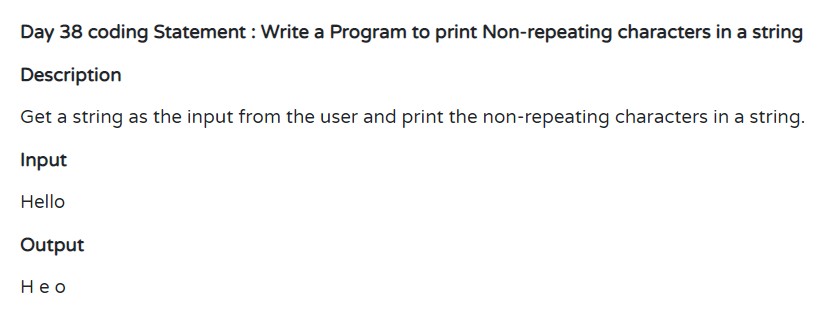 Day 38 coding Statement : Write a Program to print Non-repeating characters in a string
Description
Get a string as the input from the user and print the non-repeating characters in a string.
Input
Hello
Output
H e o